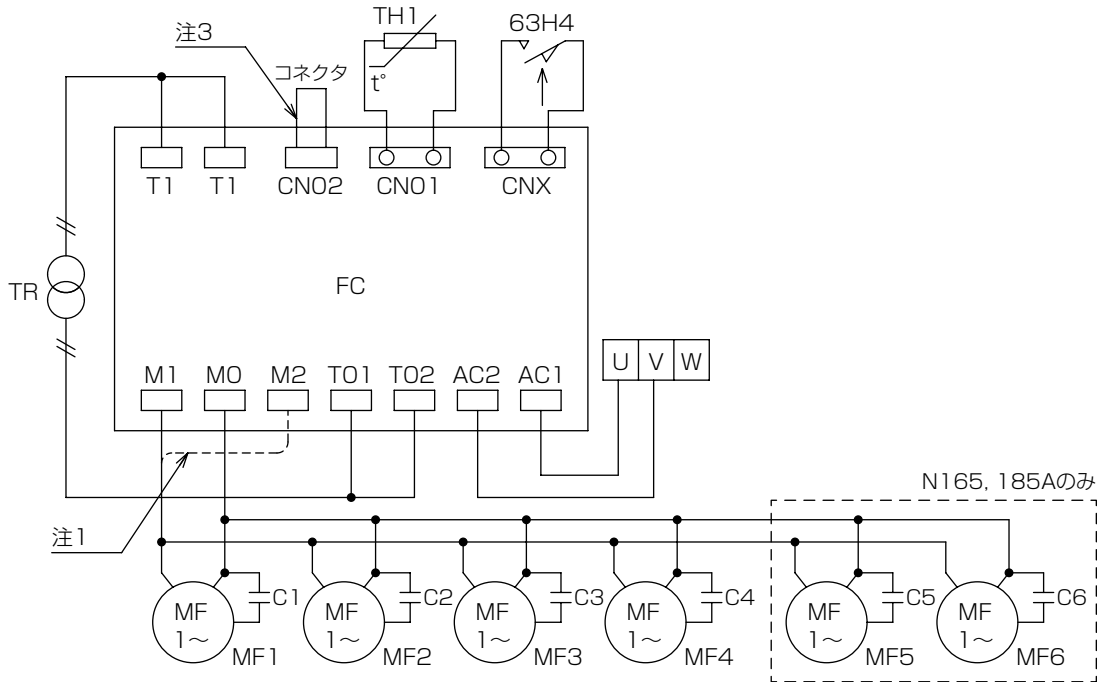 注3
TH1
63H4
コネクタ
t°
T1 T1 CN02 CN01 CNX
TR
FC
U V W
M1 M0 M2 T01 T02 AC2 AC1
N165, 185Aのみ
注1
C1 C2 C3 C4 C5 C6
MF MF MF MF MF MF
1～ 1～ 1～ 1～ 1～ 1～
MF1 MF2 MF3 MF4 MF5 MF6